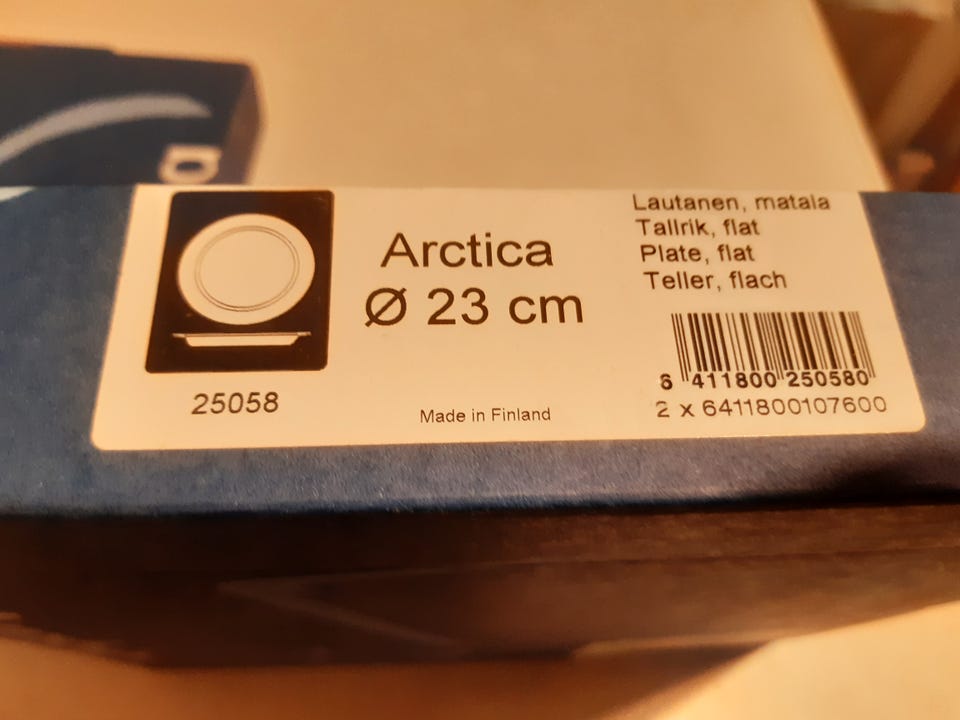 Arctica
Ø 23 cm
25058
Made in Finland
Lautanen, matala
Tallrik, flat
Plate, flat
Teller, flach
6 411800 250580
2 x 6411800107600